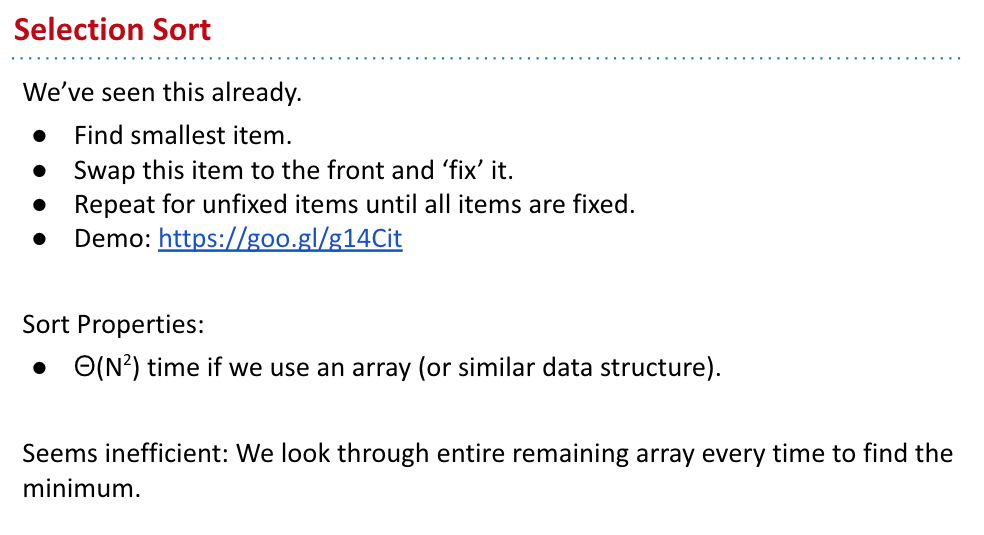 Selection Sort
We’ve seen this already.
● Find smallest item.
● Swap this item to the front and ‘fix’ it.
● Repeat for unfixed items until all items are fixed.
● Demo: https://goo.gl/g14Cit
Sort Properties:
● Θ(N²) time if we use an array (or similar data structure).
Seems inefficient: We look through entire remaining array every time to find the
minimum.